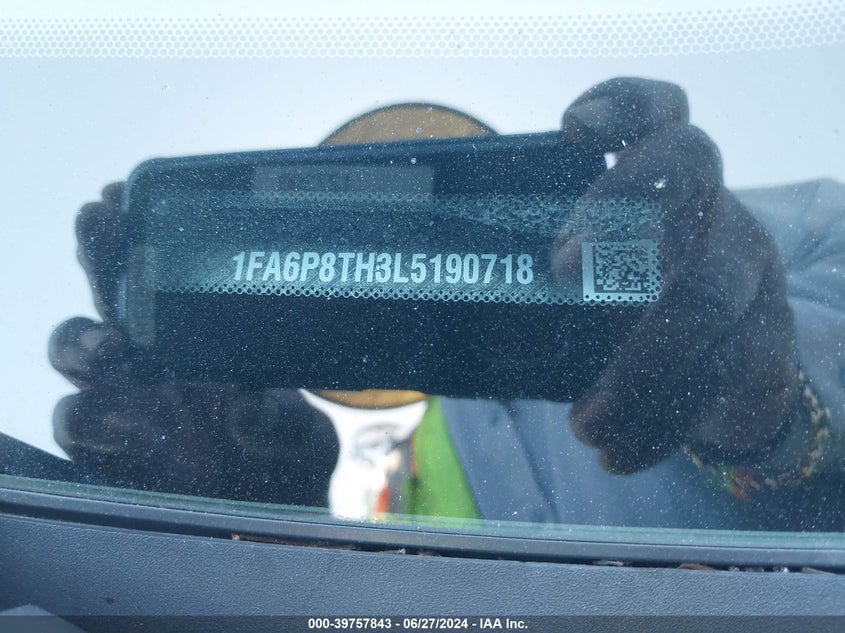 1FA6P8TH3L5190718
000-39757843 - 06/27/2024 - IAA Inc.